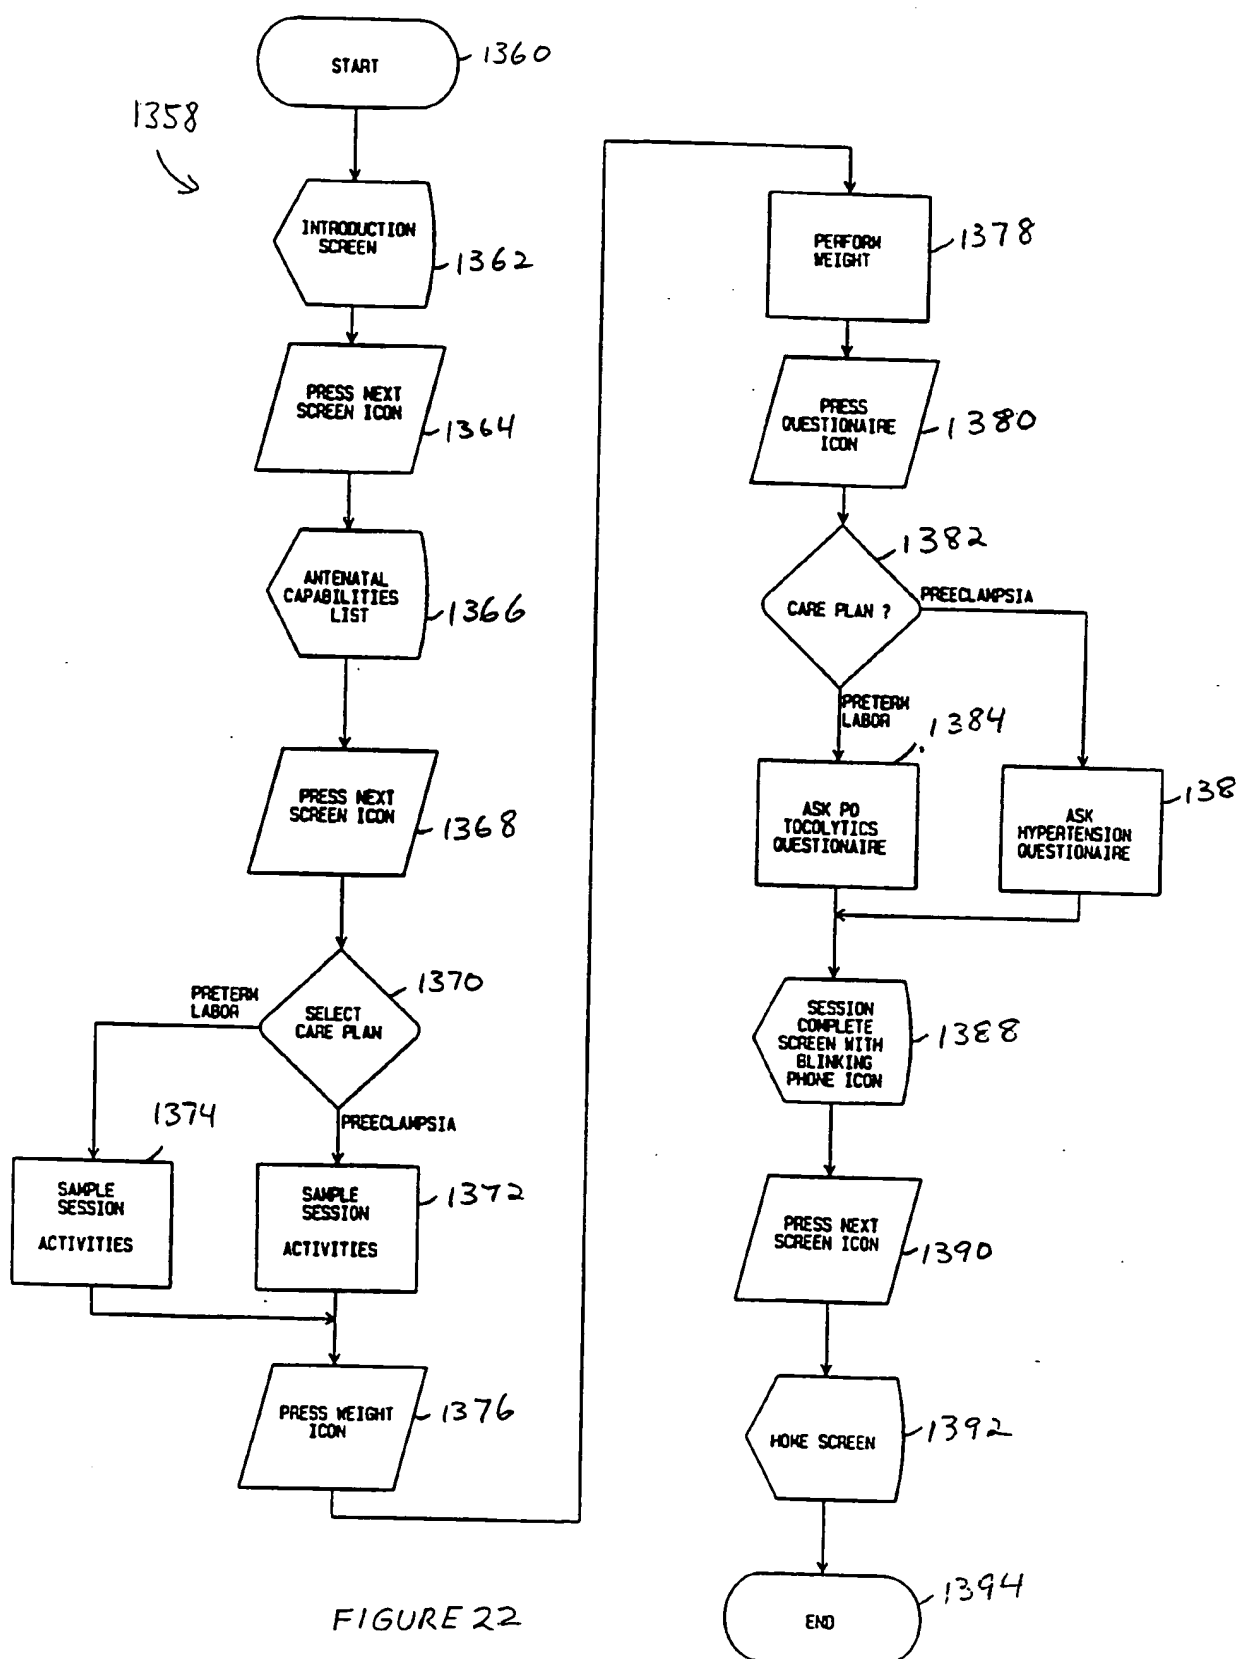 START
1360
1358
INTRODUCTION
SCREEN
1362
PRESS NEXT
SCREEN ICON
1364
ANTENATAL
CAPABILITIES
LIST
1366
PRESS NEXT
SCREEN ICON
1368
SELECT
CARE PLAN
1370
PRETERM
LABOR
PREECLAMPSIA
1374
SAMPLE
SESSION
ACTIVITIES
SAMPLE
SESSION
ACTIVITIES
1372
PRESS WEIGHT
ICON
1376
PERFORM
WEIGHT
1378
PRESS
QUESTIONAIRE
ICON
1380
1382
CARE PLAN ?
PREECLAMPSIA
PRETERM
LABOR
1384
ASK PO
TOCOLYTICS
QUESTIONAIRE
138
ASK
HYPERTENSION
QUESTIONAIRE
SESSION
COMPLETE
SCREEN WITH
BLINKING
PHONE ICON
1388
PRESS NEXT
SCREEN ICON
1390
HOME SCREEN
1392
END
1394
FIGURE 22